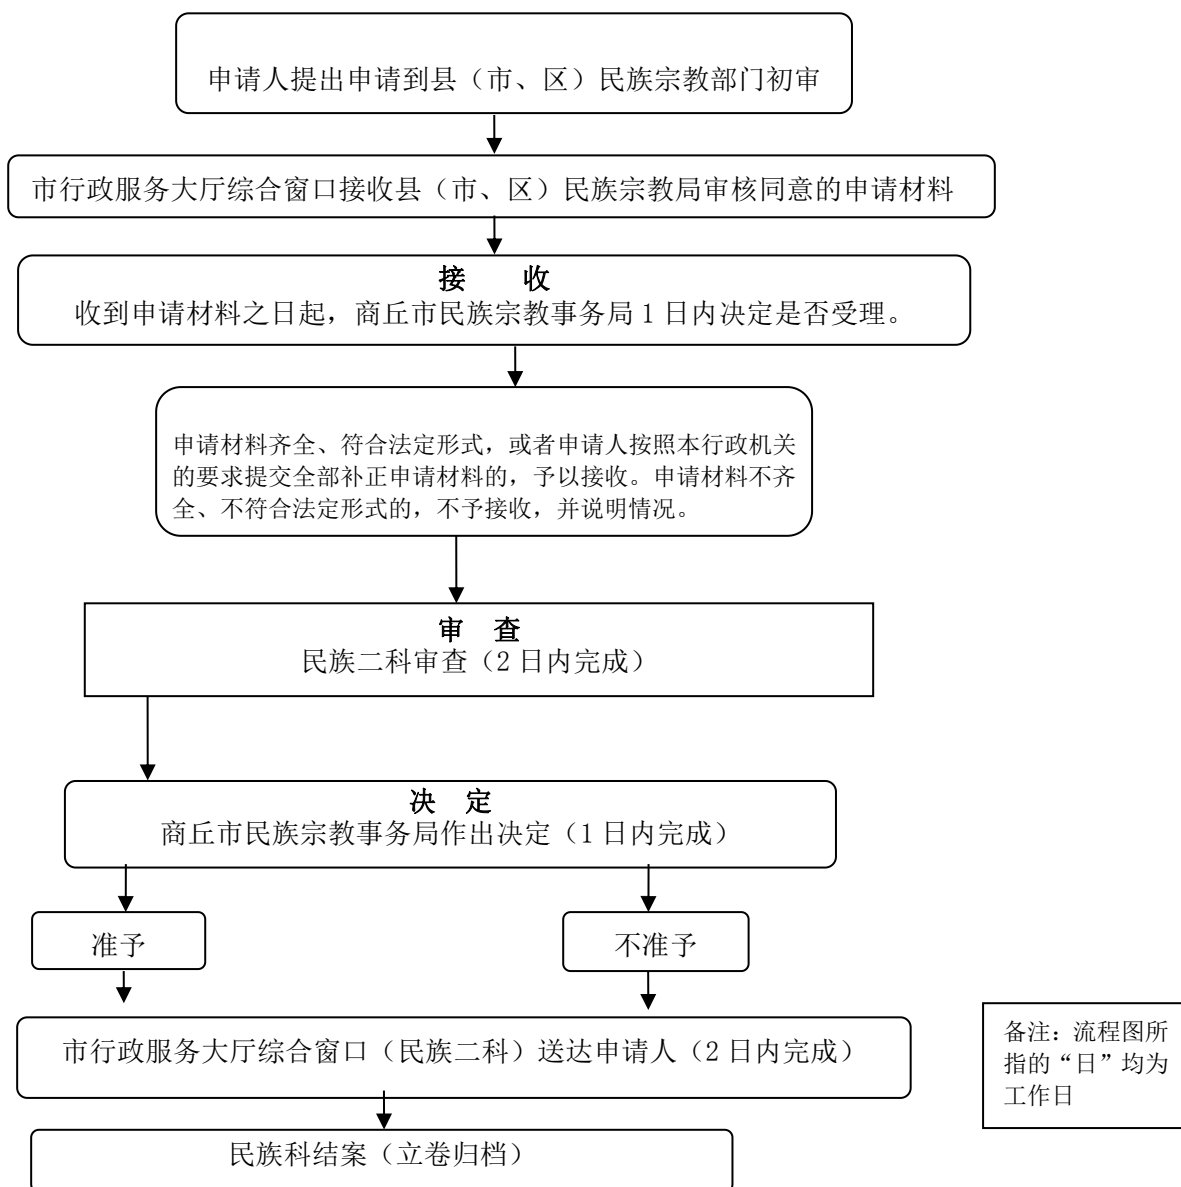 申请人提出申请到县（市、区）民族宗教部门初审
市行政服务大厅综合窗口接收县（市、区）民族宗教局审核同意的申请材料
接　　收
收到申请材料之日起，商丘市民族宗教事务局 1 日内决定是否受理。
申请材料齐全、符合法定形式，或者申请人按照本行政机关
的要求提交全部补正申请材料的，予以接收。申请材料不齐
全、不符合法定形式的，不予接收，并说明情况。
审　查
民族二科审查（2 日内完成）
决　定
商丘市民族宗教事务局作出决定（1 日内完成）
准予
不准予
市行政服务大厅综合窗口（民族二科）送达申请人（2 日内完成）
备注：流程图所
指的“日”均为
工作日
民族科结案（立卷归档）